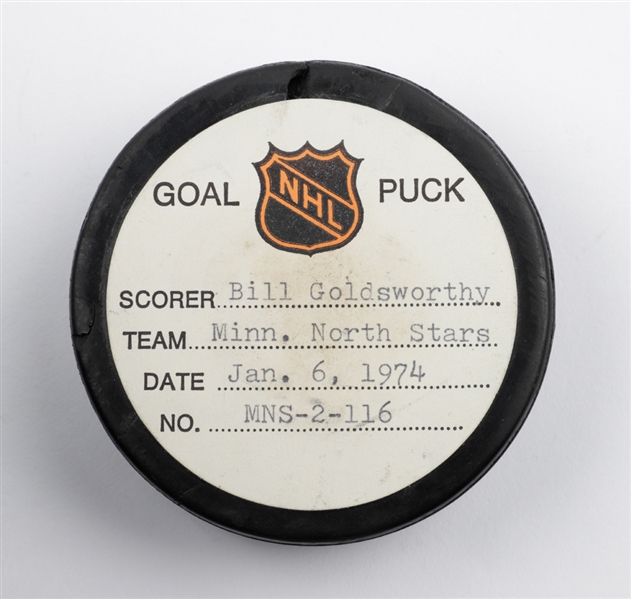 GOAL NHL PUCK
SCORER Bill Goldsworthy
TEAM Minn. North Stars
DATE Jan. 6, 1974
NO. MNS-2-116